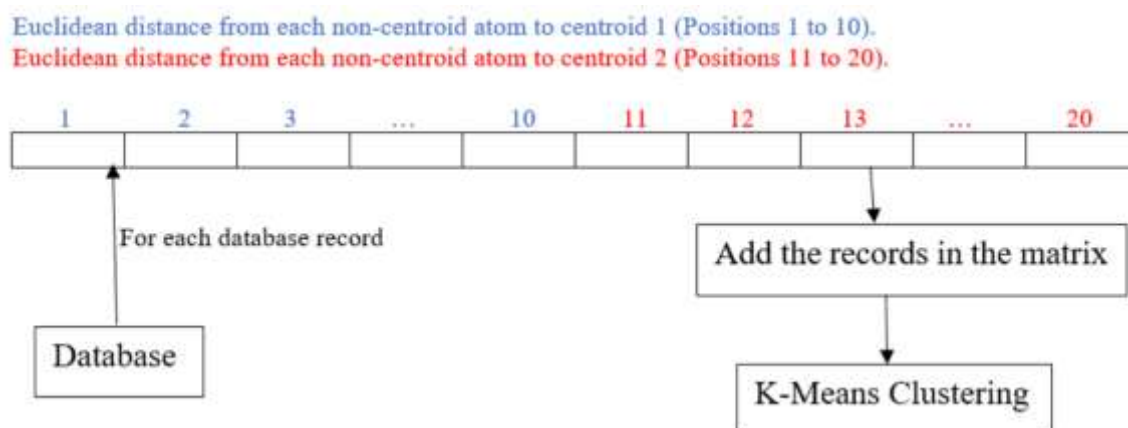 Euclidean distance from each non-centroid atom to centroid 1 (Positions 1 to 10).
Euclidean distance from each non-centroid atom to centroid 2 (Positions 11 to 20).
1 2 3 ... 10 11 12 13 ... 20
For each database record
Add the records in the matrix
Database
K-Means Clustering